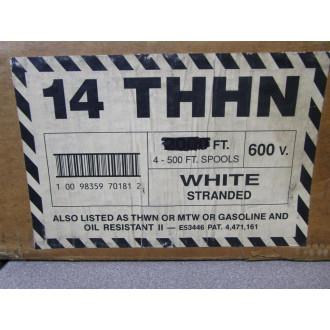 14 THHN
2000 FT.
4 - 500 FT. SPOOLS
600 V.
1 00 98359 70181 2
WHITE
STRANDED
ALSO LISTED AS THWN OR MTW OR GASOLINE AND
OIL RESISTANT II — E53446 PAT. 4,471,161